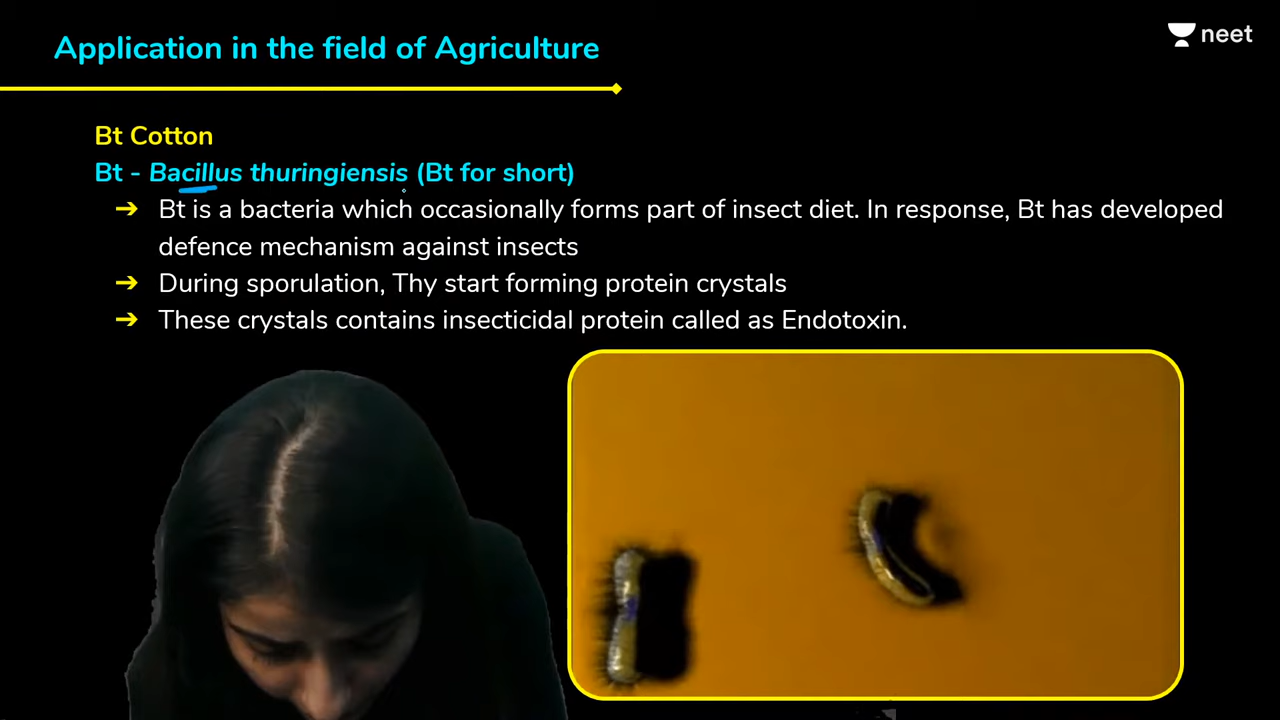 Application in the field of Agriculture
neet
Bt Cotton
Bt - Bacillus thuringiensis (Bt for short)
➔ Bt is a bacteria which occasionally forms part of insect diet. In response, Bt has developed
defence mechanism against insects
➔ During sporulation, Thy start forming protein crystals
➔ These crystals contains insecticidal protein called as Endotoxin.